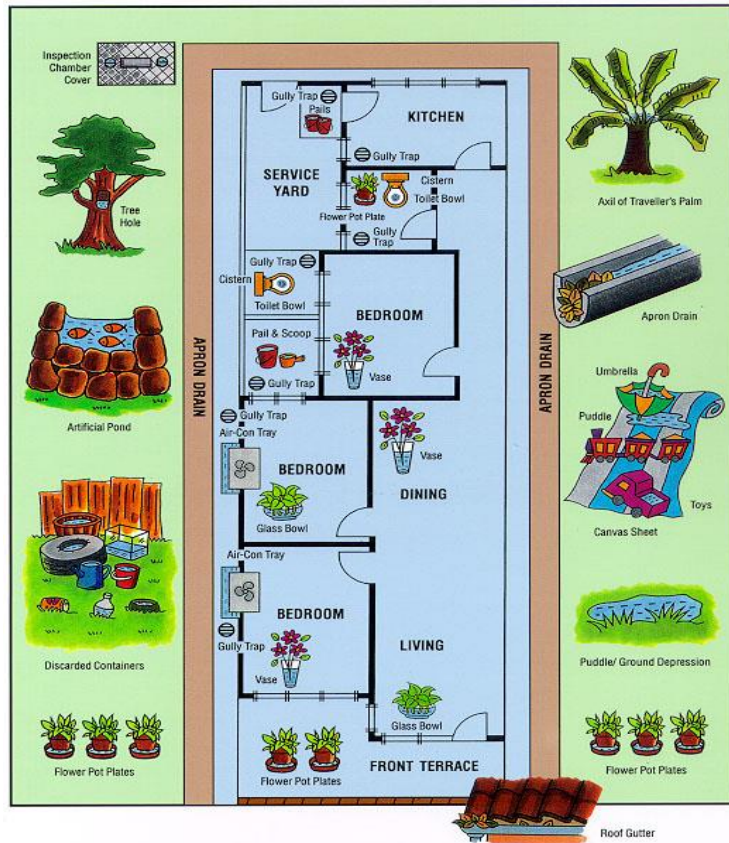 Inspection
Chamber
Cover
Gully Trap
Pails
KITCHEN
Gully Trap
SERVICE
YARD
Cistern
Toilet Bowl
Flower Pot Plate
Gully
Trap
Tree
Hole
Axil of Traveller's Palm
Gully Trap
Cistern
Toilet Bowl
BEDROOM
Apron Drain
Pail & Scoop
Vase
Gully Trap
APRON DRAIN
APRON DRAIN
Umbrella
Puddle
Toys
Canvas Sheet
Artificial Pond
Gully Trap
Air-Con Tray
BEDROOM
Vase
DINING
Glass Bowl
Air-Con Tray
BEDROOM
Gully Trap
Vase
LIVING
Glass Bowl
Discarded Containers
Puddle/ Ground Depression
Flower Pot Plates
Flower Pot Plates
FRONT TERRACE
Flower Pot Plates
Roof Gutter